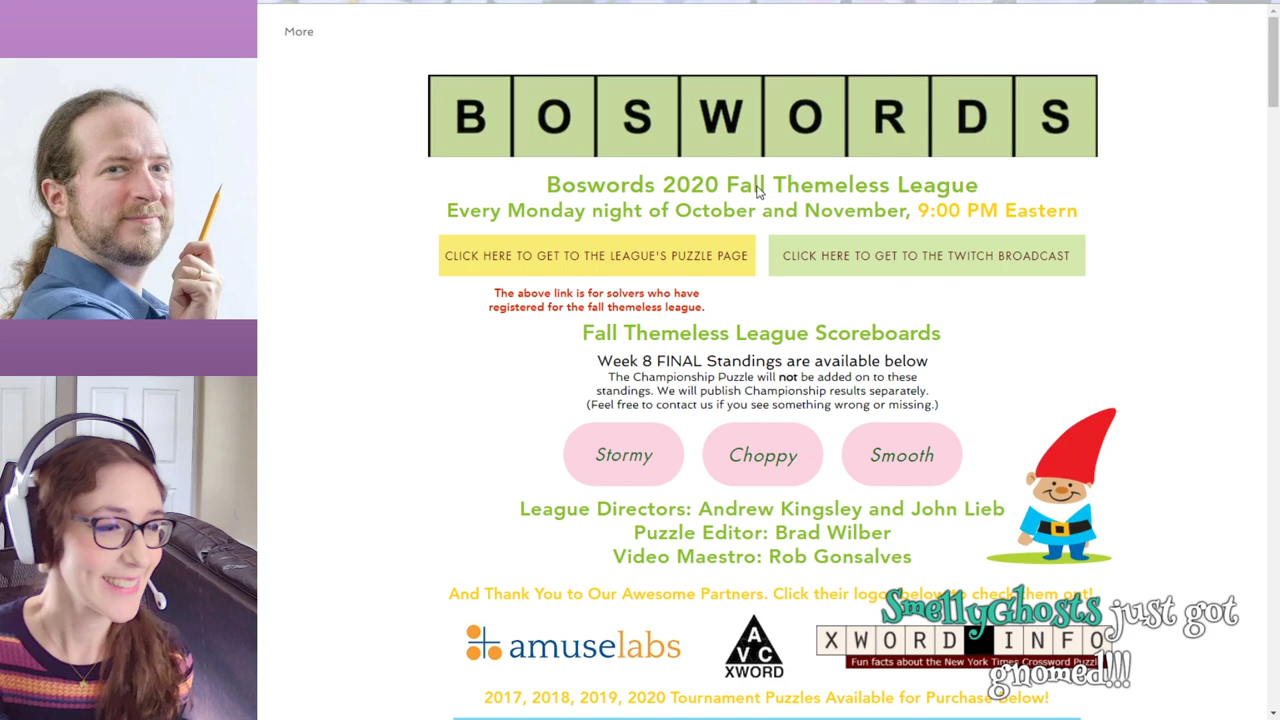 More
BOSWORDS
Boswords 2020 Fall Themeless League
Every Monday night of October and November, 9:00 PM Eastern
CLICK HERE TO GET TO THE LEAGUE'S PUZZLE PAGE
CLICK HERE TO GET TO THE TWITCH BROADCAST
The above link is for solvers who have
registered for the fall themeless league.
Fall Themeless League Scoreboards
Week 8 FINAL Standings are available below
The Championship Puzzle will not be added on to these
standings. We will publish Championship results separately.
(Feel free to contact us if you see something wrong or missing.)
Stormy
Choppy
Smooth
League Directors: Andrew Kingsley and John Lieb
Puzzle Editor: Brad Wilber
Video Maestro: Rob Gonsalves
And Thank You to Our Awesome Partners. Click their logos below to check them out!
SmellyGhosts just got
gnomed!!!
amuselabs
AVC
XWORD
XWORD INFO
Fun facts about the New York Times Crossword Puzzle
2017, 2018, 2019, 2020 Tournament Puzzles Available for Purchase Below!